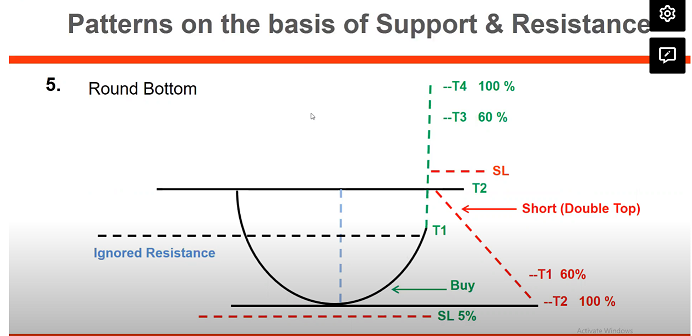 Patterns on the basis of Support & Resistance
5. Round Bottom
--T4 100 %
--T3 60 %
SL
T2
Short (Double Top)
T1
Ignored Resistance
--T1 60%
Buy
--T2 100 %
SL 5%
Activate Windows